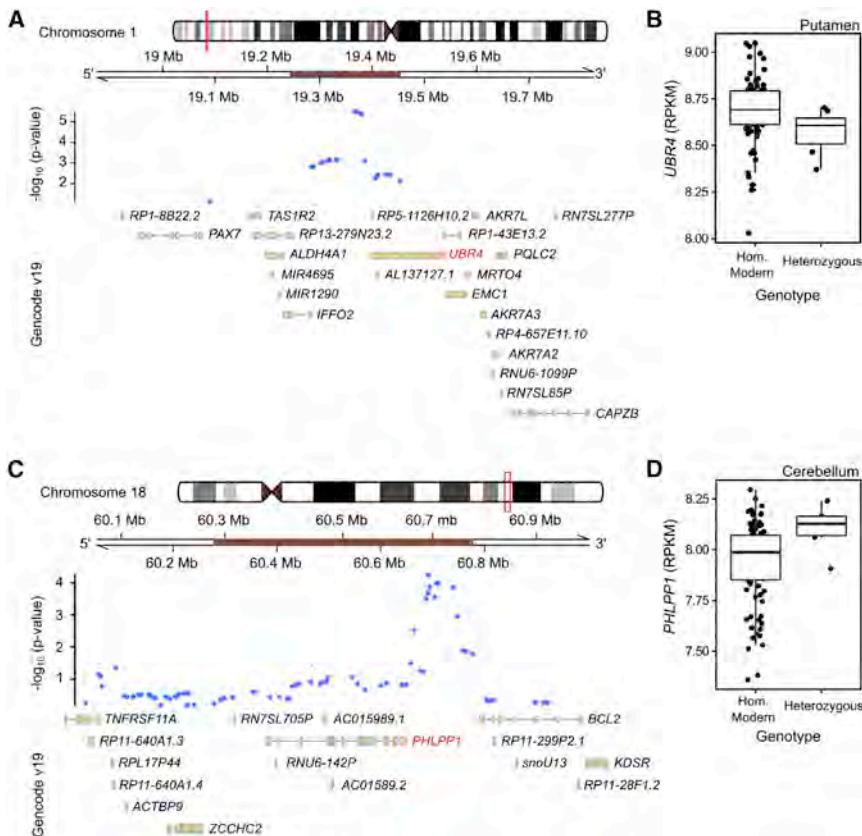 A
Chromosome 1
19 Mb 19.2 Mb 19.4 Mb 19.6 Mb
5' 3'
19.1 Mb 19.3 Mb 19.5 Mb 19.7 Mb
-log10 (p-value)
5
3
2
Gencode v19
RP1-8B22.2 TAS1R2 RP5-1126H10.2 AKR7L RN7SL277P
PAX7 RP13-279N23.2 RP1-43E13.2
ALDH4A1 UBR4 PQLC2
MIR4695 AL137127.1 MRTO4
MIR1290 EMC1
IFFO2 AKR7A3
RP4-657E11.10
AKR7A2
RNU6-1099P
RN7SL85P
CAPZB
B
Putamen
UBR4 (RPKM)
9.00
8.75
8.50
8.25
8.00
Hom. Modern Heterozygous
Genotype
C
Chromosome 18
60.1 Mb 60.3 Mb 60.5 Mb 60.7 mb 60.9 Mb
5' 3'
60.2 Mb 60.4 Mb 60.6 Mb 60.8 Mb
-log10 (p-value)
4
3
2
1
Gencode v19
TNFRSF11A RN7SL705P AC015989.1 BCL2
RP11-640A1.3 PHLPP1 RP11-299P2.1
RPL17P44 RNU6-142P snoU13 KDSR
RP11-640A1.4 AC01589.2 RP11-28F1.2
ACTBP9
ZCCHC2
D
Cerebellum
PHLPP1 (RPKM)
8.25
8.00
7.75
7.50
Hom. Modern Heterozygous
Genotype